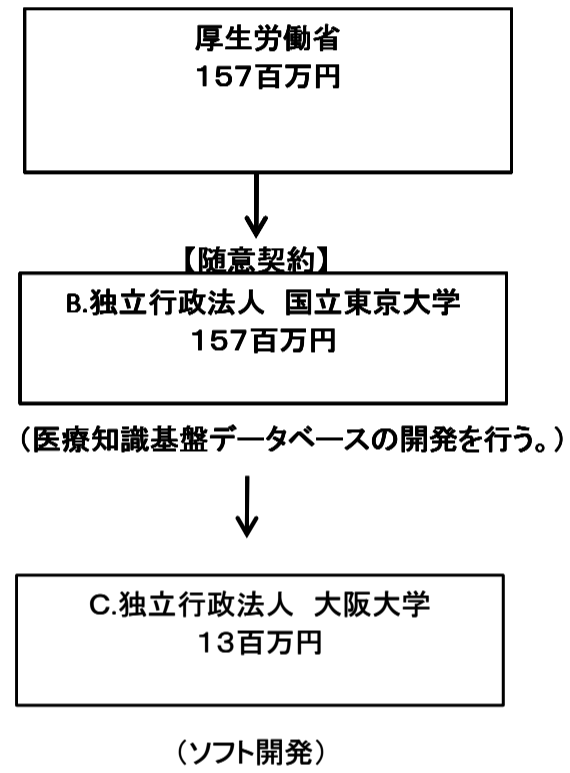 厚生労働省
１５７百万円
【随意契約】
B.独立行政法人　国立東京大学
１５７百万円
（医療知識基盤データベースの開発を行う。）
C.独立行政法人　大阪大学
１３百万円
（ソフト開発）